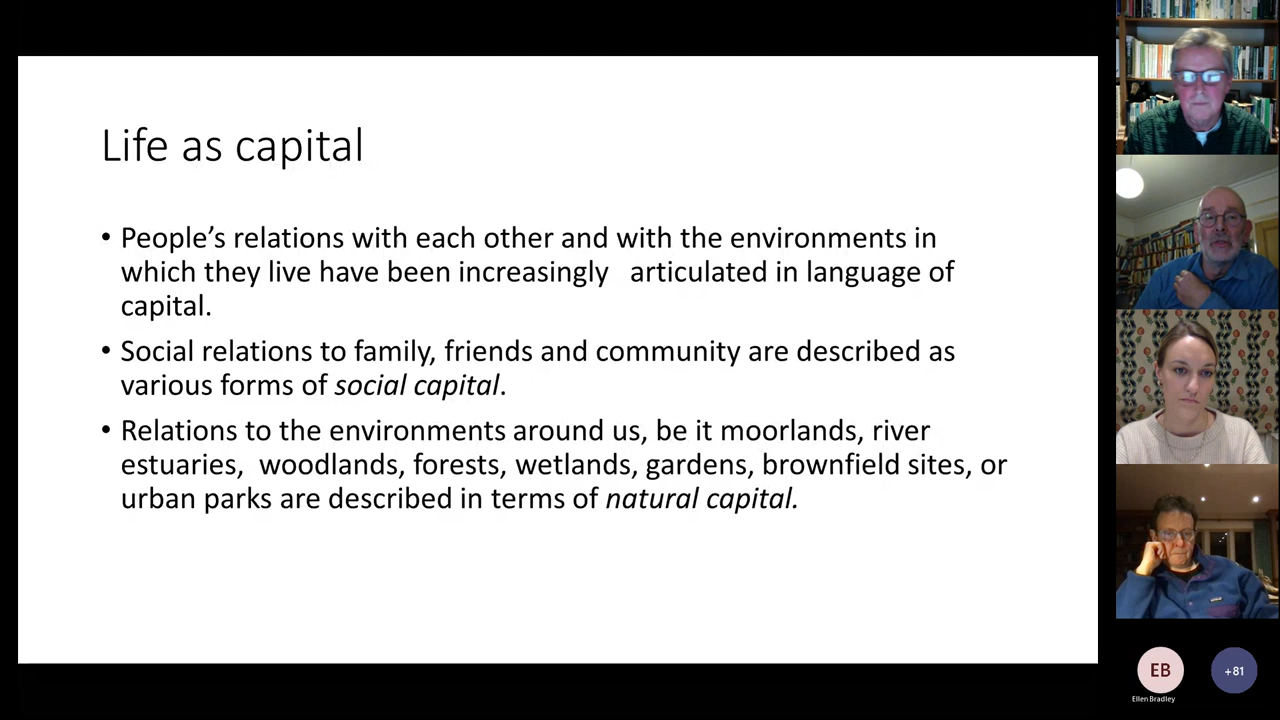 Life as capital
• People’s relations with each other and with the environments in
which they live have been increasingly   articulated in language of
capital.
• Social relations to family, friends and community are described as
various forms of social capital.
• Relations to the environments around us, be it moorlands, river
estuaries,  woodlands, forests, wetlands, gardens, brownfield sites, or
urban parks are described in terms of natural capital.
EB
+81
Ellen Bradley